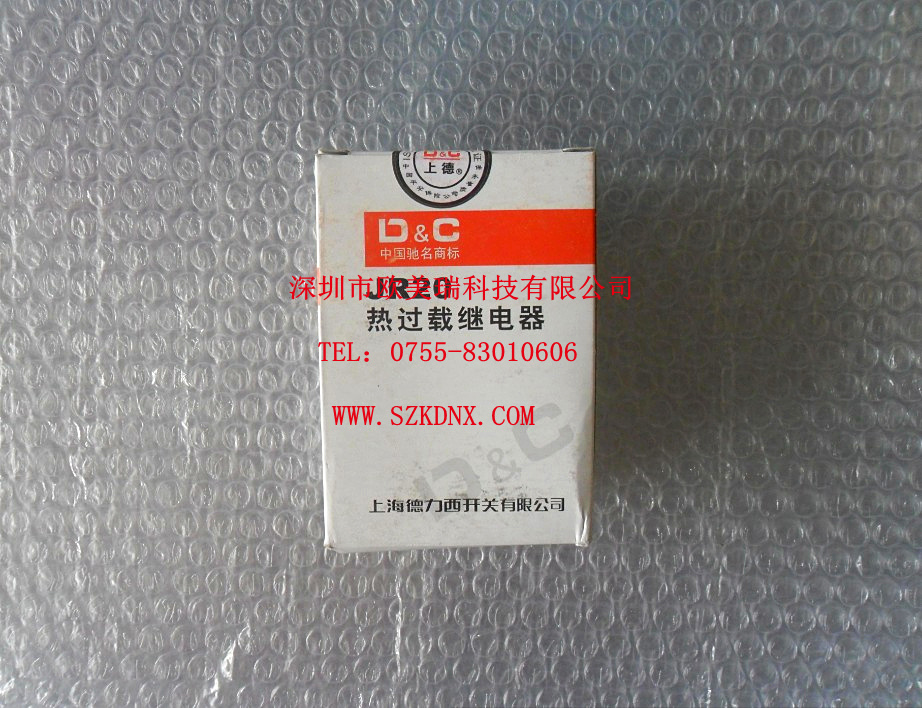 D&C
上德®
D&C
中国驰名商标
深圳市欧美瑞科技有限公司
JR20
热过载继电器
TEL：0755-83010606
WWW.SZKDNX.COM
D&C
上海德力西开关有限公司